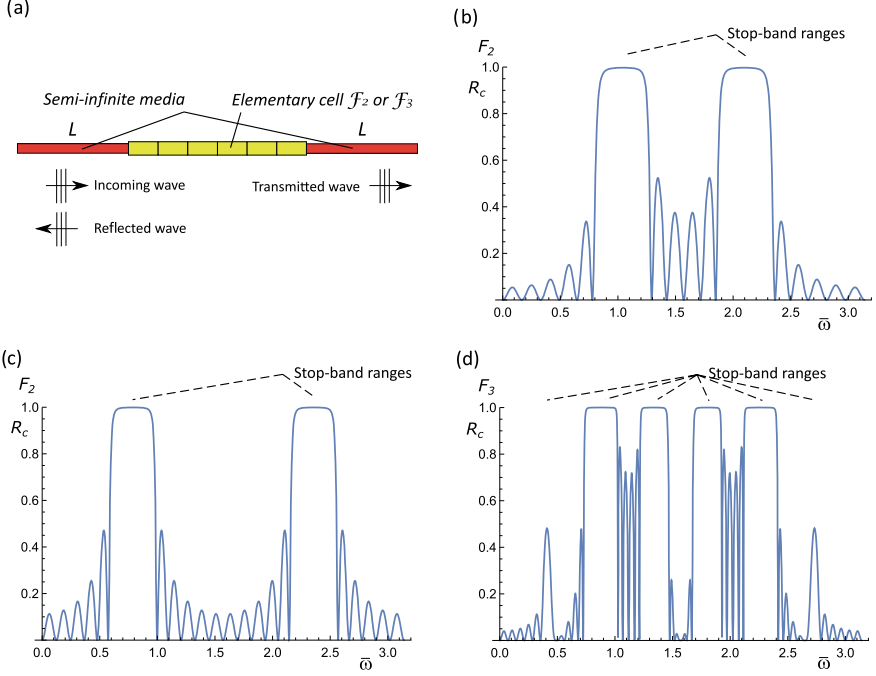 (a)
Semi-infinite media
Elementary cell ℱ₂ or ℱ₃
L
L
Incoming wave
Transmitted wave
Reflected wave
(b)
Stop-band ranges
F₂
R_c
1.0
0.8
0.6
0.4
0.2
0.0 0.5 1.0 1.5 2.0 2.5 3.0
ω̅
(c)
Stop-band ranges
F₂
R_c
1.0
0.8
0.6
0.4
0.2
0.0 0.5 1.0 1.5 2.0 2.5 3.0
ω̅
(d)
Stop-band ranges
F₃
R_c
1.0
0.8
0.6
0.4
0.2
0.0 0.5 1.0 1.5 2.0 2.5 3.0
ω̅